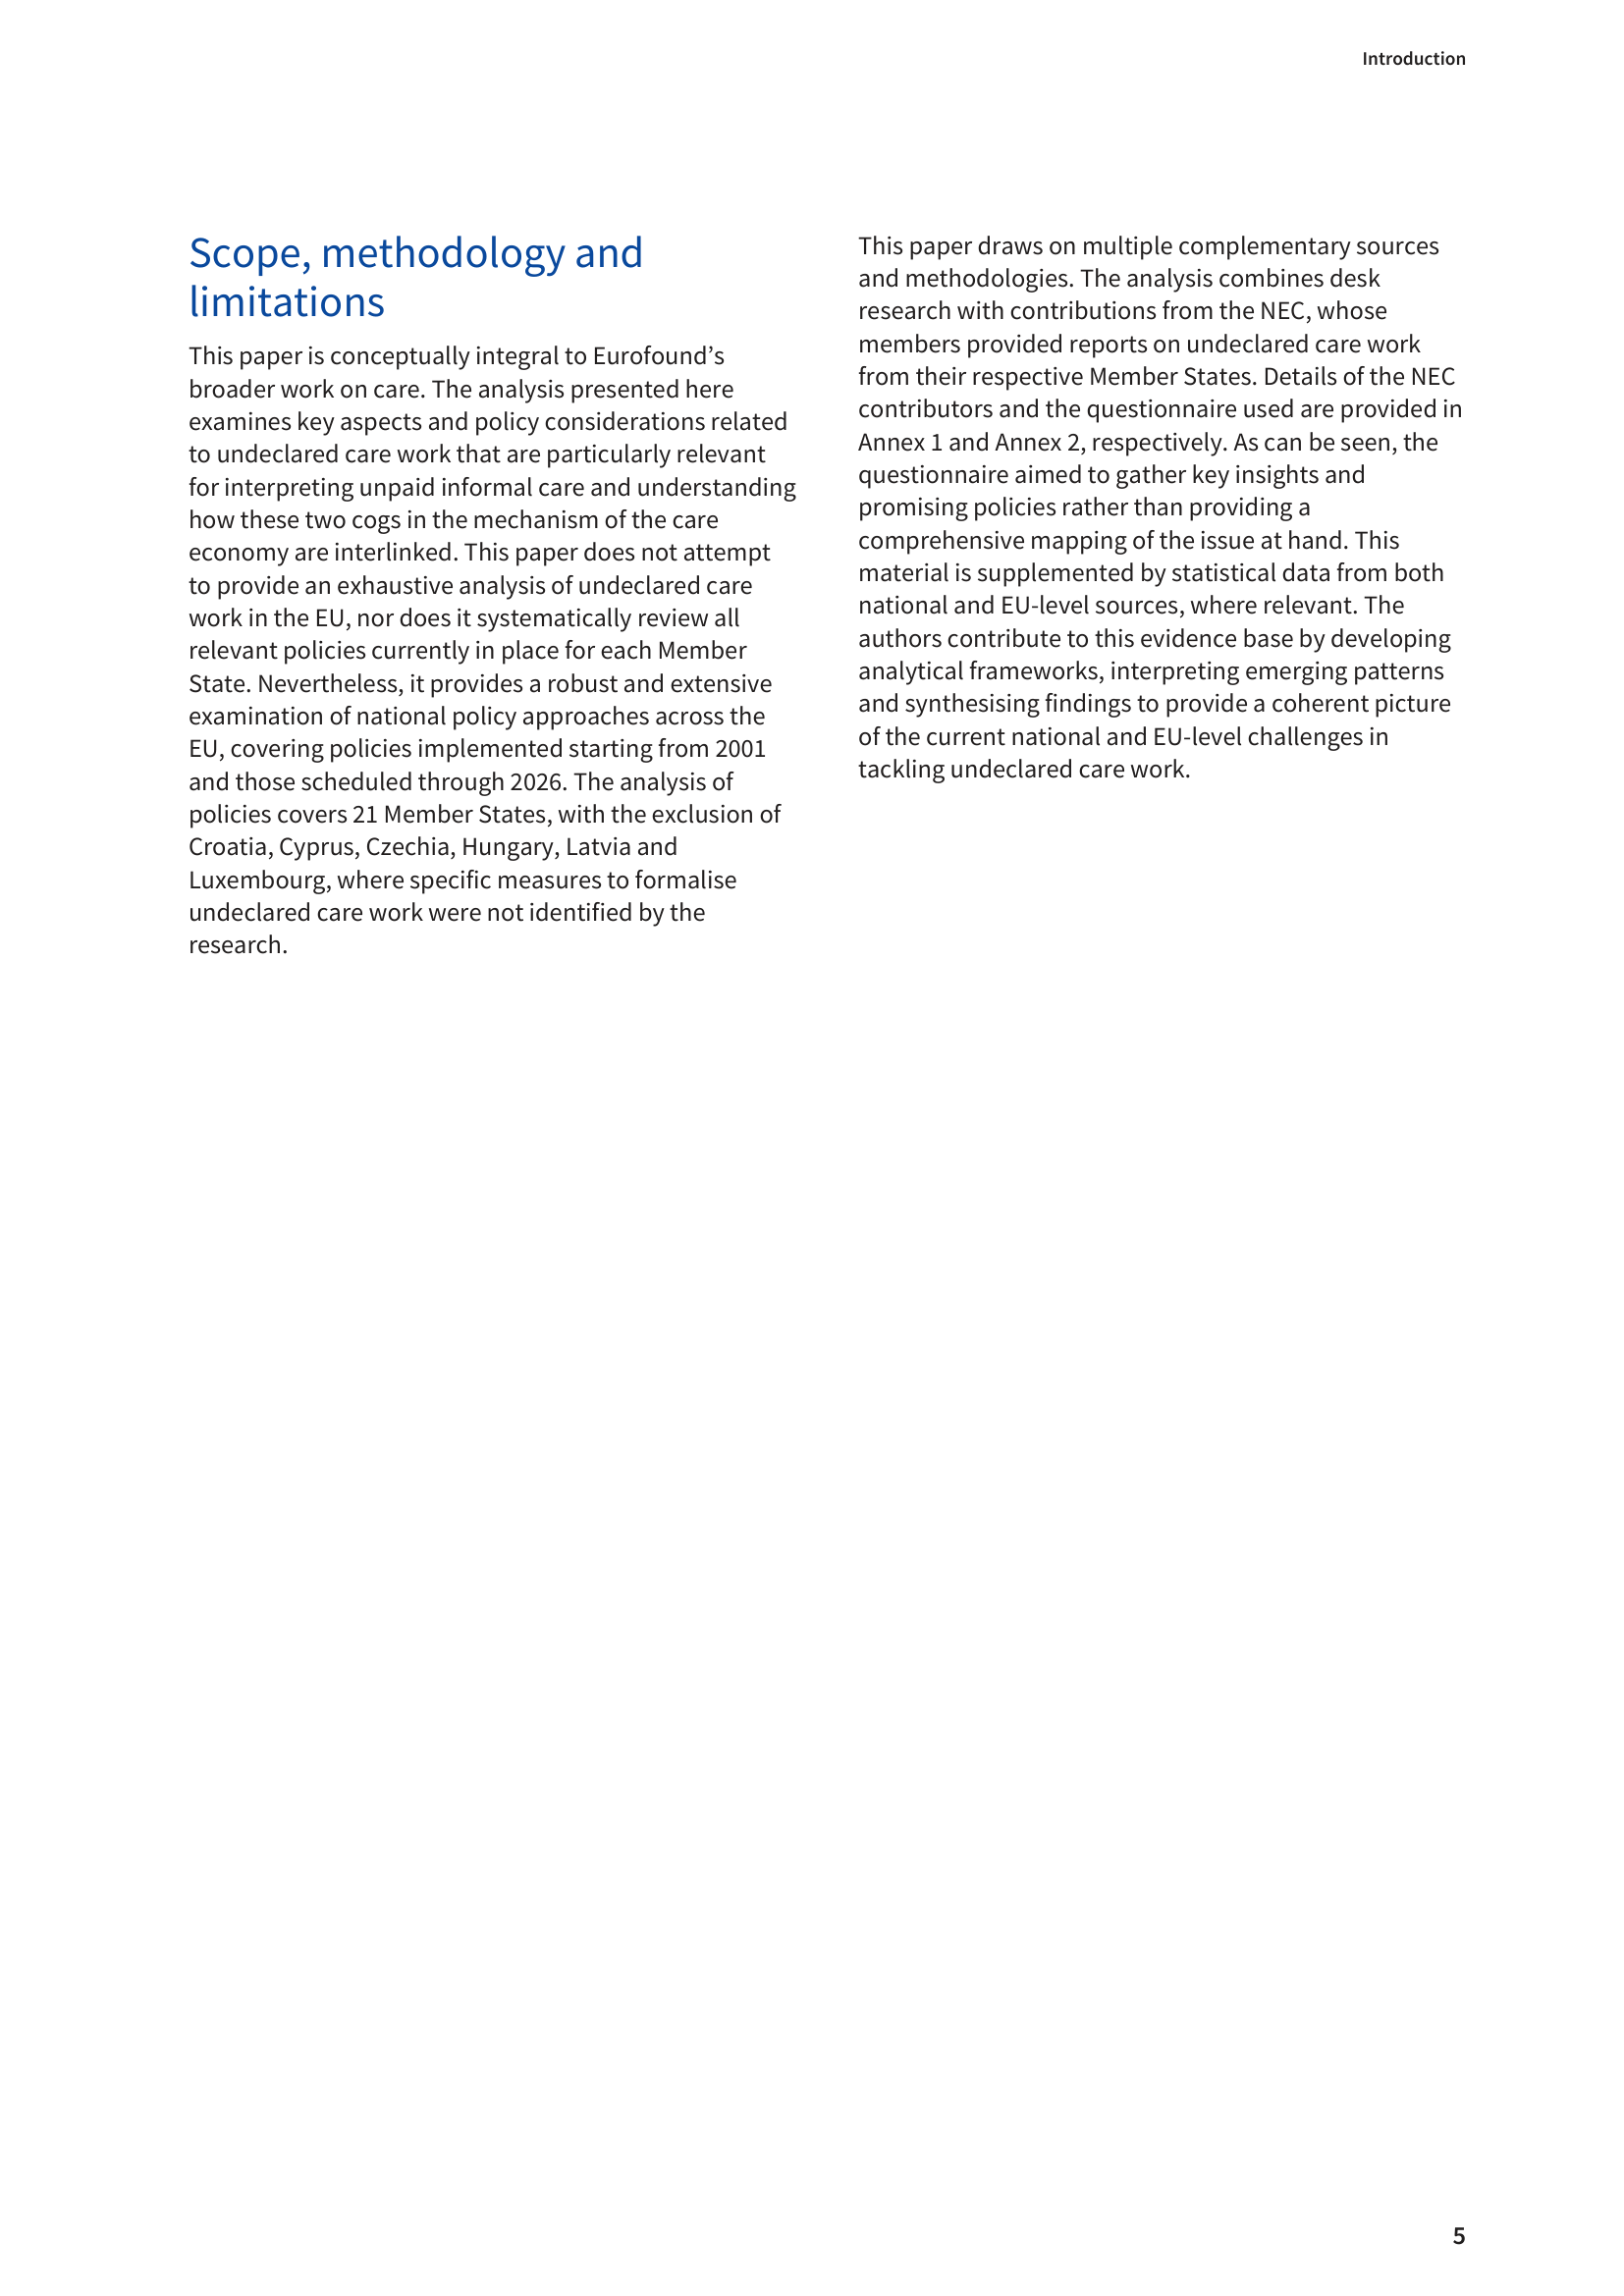 Introduction
Scope, methodology and
limitations
This paper is conceptually integral to Eurofound’s
broader work on care. The analysis presented here
examines key aspects and policy considerations related
to undeclared care work that are particularly relevant
for interpreting unpaid informal care and understanding
how these two cogs in the mechanism of the care
economy are interlinked. This paper does not attempt
to provide an exhaustive analysis of undeclared care
work in the EU, nor does it systematically review all
relevant policies currently in place for each Member
State. Nevertheless, it provides a robust and extensive
examination of national policy approaches across the
EU, covering policies implemented starting from 2001
and those scheduled through 2026. The analysis of
policies covers 21 Member States, with the exclusion of
Croatia, Cyprus, Czechia, Hungary, Latvia and
Luxembourg, where specific measures to formalise
undeclared care work were not identified by the
research.
This paper draws on multiple complementary sources
and methodologies. The analysis combines desk
research with contributions from the NEC, whose
members provided reports on undeclared care work
from their respective Member States. Details of the NEC
contributors and the questionnaire used are provided in
Annex 1 and Annex 2, respectively. As can be seen, the
questionnaire aimed to gather key insights and
promising policies rather than providing a
comprehensive mapping of the issue at hand. This
material is supplemented by statistical data from both
national and EU-level sources, where relevant. The
authors contribute to this evidence base by developing
analytical frameworks, interpreting emerging patterns
and synthesising findings to provide a coherent picture
of the current national and EU-level challenges in
tackling undeclared care work.
5